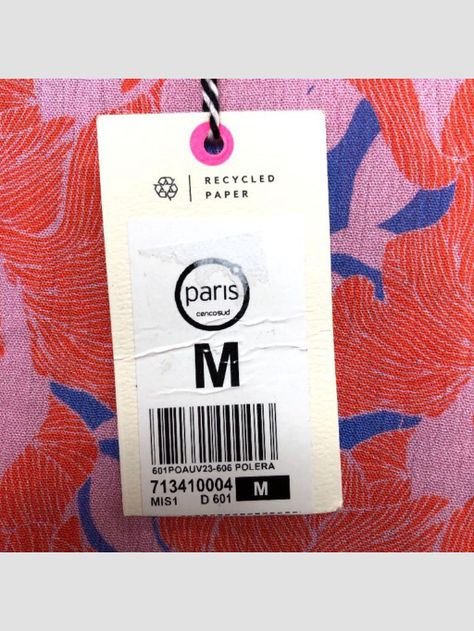 RECYCLED
PAPER
paris
cencosud
M
601POAUV23-606 POLERA
713410004 M
MIS1 D 601